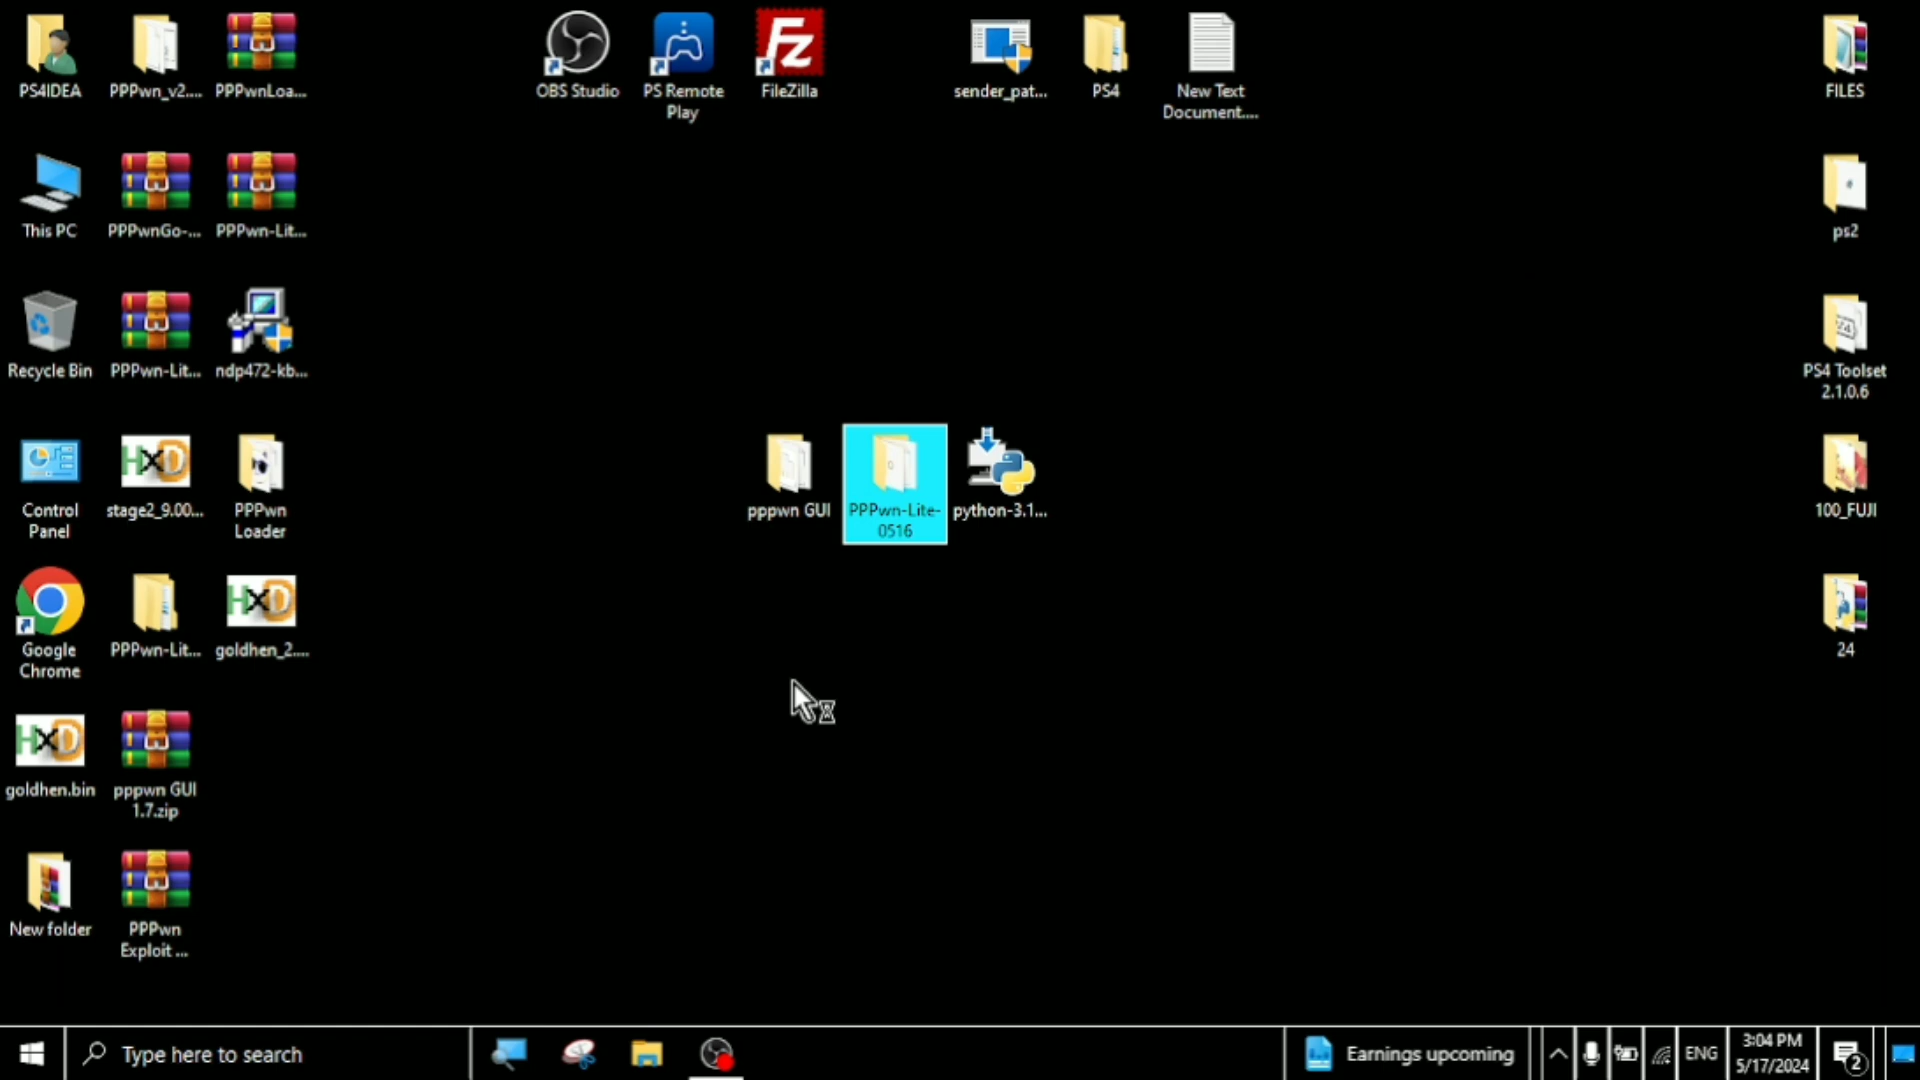 PS4IDEA
PPPwn_v2....
PPPwnLoa...
OBS Studio
PS Remote
Play
FileZilla
sender_pat...
PS4
New Text
Document....
FILES
This PC
PPPwnGo-...
PPPwn-Lit...
ps2
Recycle Bin
PPPwn-Lit...
ndp472-kb...
PS4 Toolset
2.1.0.6
Control
Panel
stage2_9.00...
PPPwn
Loader
pppwn GUI
PPPwn-Lite-
0516
python-3.1...
100_FUJI
Google
Chrome
PPPwn-Lit...
goldhen_2....
24
goldhen.bin
pppwn GUI
1.7.zip
New folder
PPPwn
Exploit ...
Type here to search
Earnings upcoming
ENG
3:04 PM
5/17/2024
2